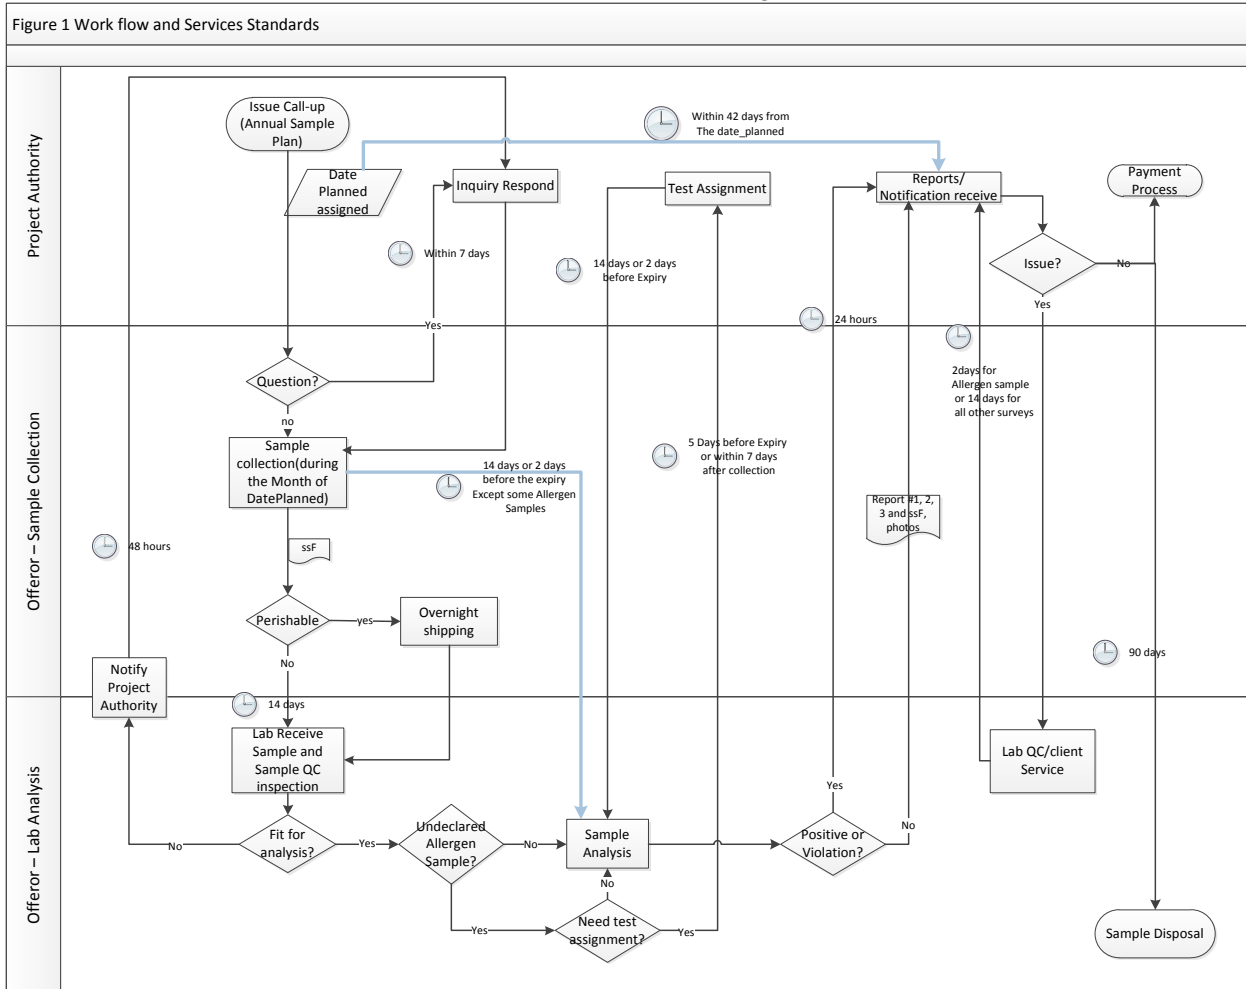 Figure 1 Work flow and Services Standards
Project Authority
Issue Call-up
(Annual Sample
Plan)
Date
Planned
assigned
Inquiry Respond
Within 42 days from
The date_planned
Test Assignment
Reports/
Notification receive
Payment
Process
Within 7 days
14 days or 2 days
before Expiry
Issue?
No
Yes
24 hours
Yes
Offeror – Sample Collection
Question?
no
2days for
Allergen sample
or 14 days for
all other surveys
Sample
collection(during
the Month of
DatePlanned)
14 days or 2 days
before the expiry
Except some Allergen
Samples
5 Days before Expiry
or within 7 days
after collection
Report #1, 2,
3 and ssF,
photos
48 hours
ssF
Perishable
yes
Overnight
shipping
No
90 days
Notify
Project
Authority
14 days
Offeror – Lab Analysis
Lab Receive
Sample and
Sample QC
inspection
Lab QC/client
Service
Yes
No
Fit for
analysis?
No
Yes
Undeclared
Allergen
Sample?
No
Sample
Analysis
Positive or
Violation?
No
Yes
Need test
assignment?
Yes
Sample Disposal